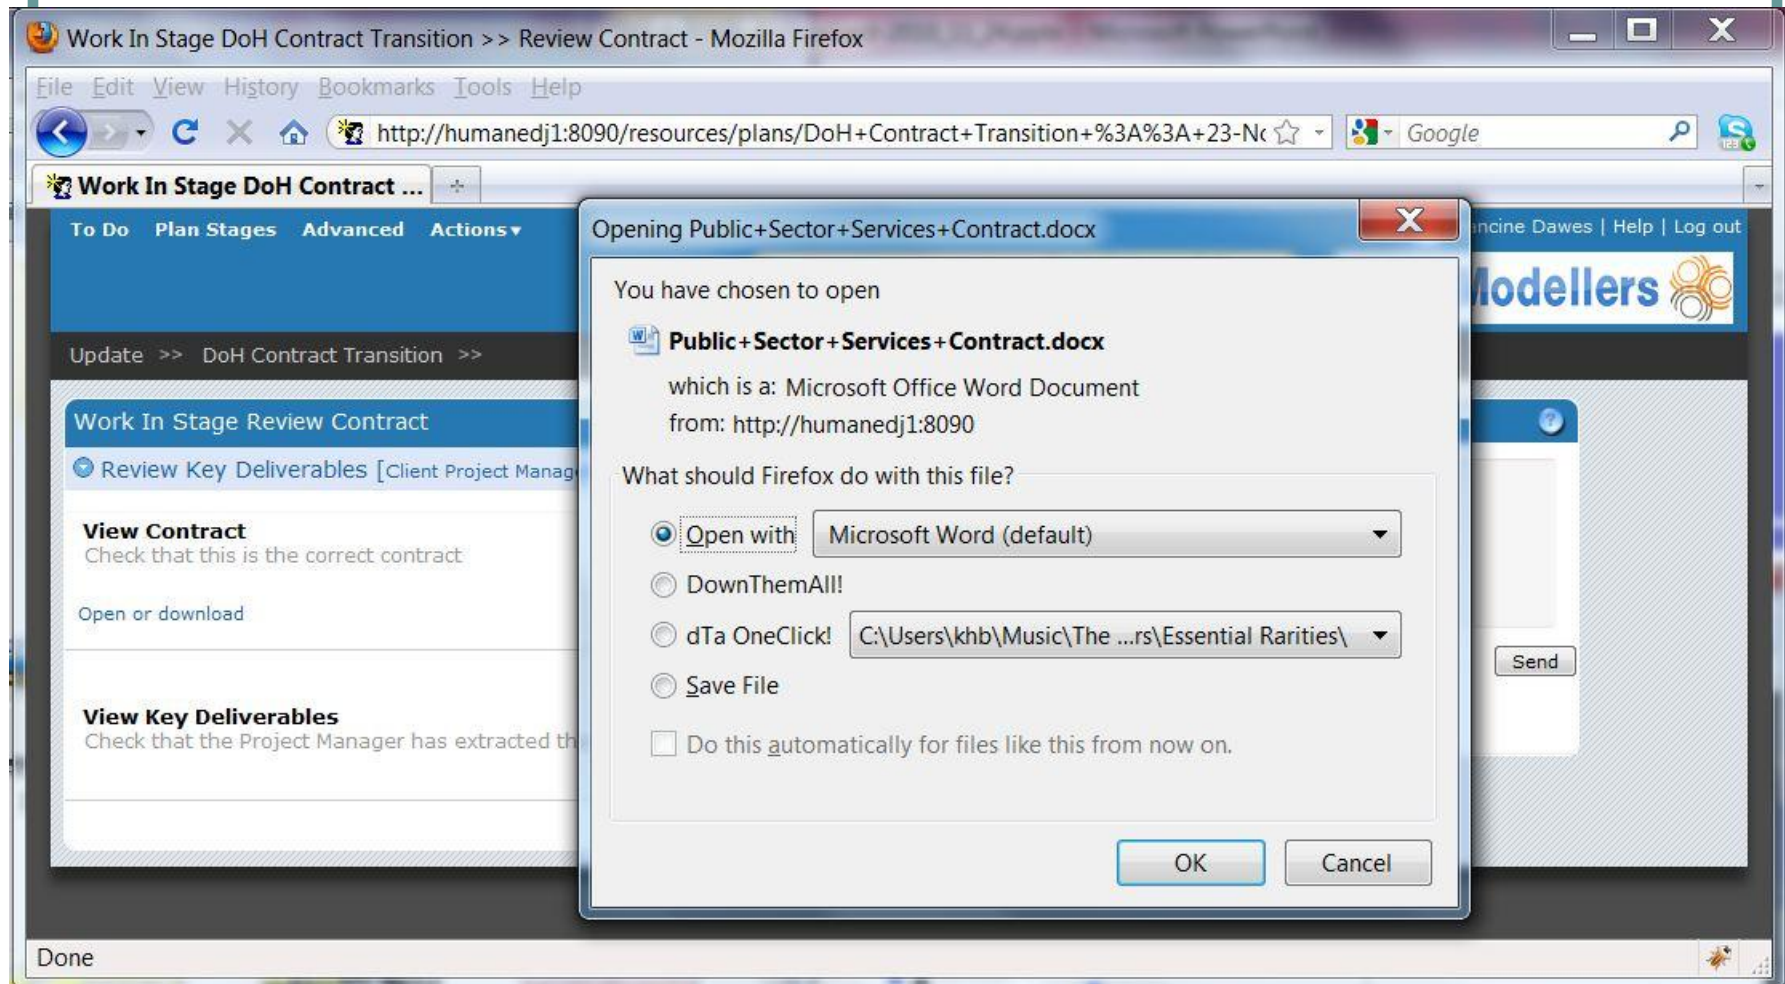 Work In Stage DoH Contract Transition >> Review Contract - Mozilla Firefox
File Edit View History Bookmarks Tools Help
http://humanedj1:8090/resources/plans/DoH+Contract+Transition+%3A%3A+23-No
Google
Work In Stage DoH Contract ...
To Do Plan Stages Advanced Actions
ncine Dawes | Help | Log out
Modellers
Update >> DoH Contract Transition >>
Work In Stage Review Contract
Review Key Deliverables [Client Project Manag
View Contract
Check that this is the correct contract
Open or download
View Key Deliverables
Check that the Project Manager has extracted th
Send
Opening Public+Sector+Services+Contract.docx
You have chosen to open
Public+Sector+Services+Contract.docx
which is a: Microsoft Office Word Document
from: http://humanedj1:8090
What should Firefox do with this file?
Open with Microsoft Word (default)
DownThemAll!
dTa OneClick! C:\Users\khb\Music\The ...rs\Essential Rarities\
Save File
Do this automatically for files like this from now on.
OK Cancel
Done